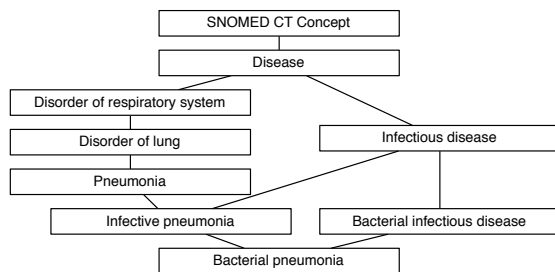 SNOMED CT Concept
Disease
Disorder of respiratory system
Disorder of lung
Infectious disease
Pneumonia
Infective pneumonia
Bacterial infectious disease
Bacterial pneumonia